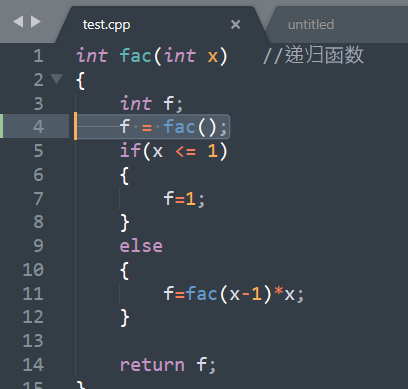 test.cpp × untitled
1 int fac(int x) //递归函数
2 {
3 int f;
4 f = fac();
5 if(x <= 1)
6 {
7 f=1;
8 }
9 else
10 {
11 f=fac(x-1)*x;
12 }
13
14 return f;
15 }